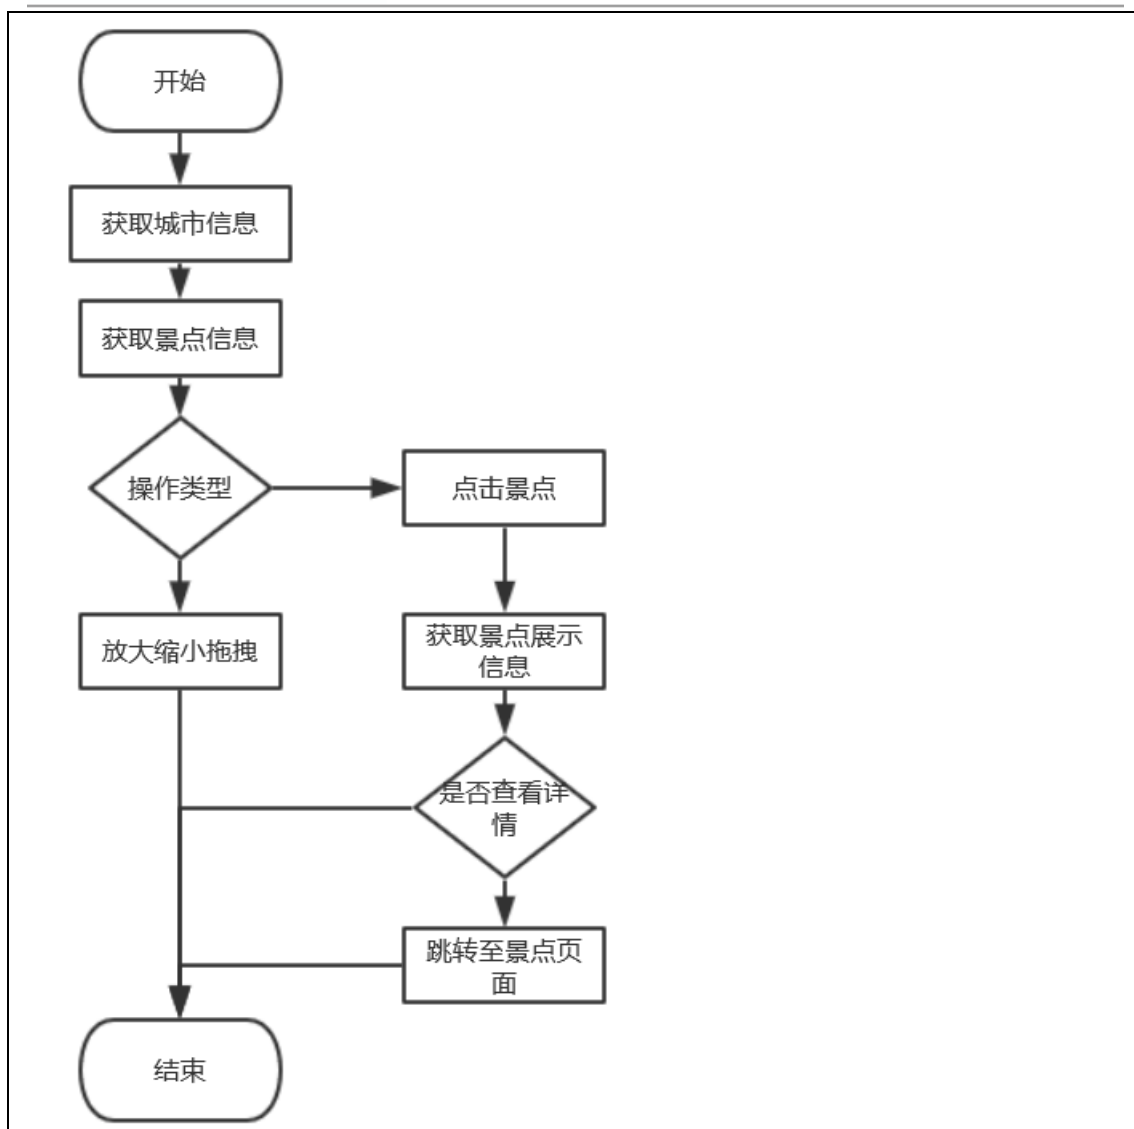 开始
获取城市信息
获取景点信息
操作类型
点击景点
放大缩小拖拽
获取景点展示
信息
是否查看详
情
跳转至景点页
面
结束